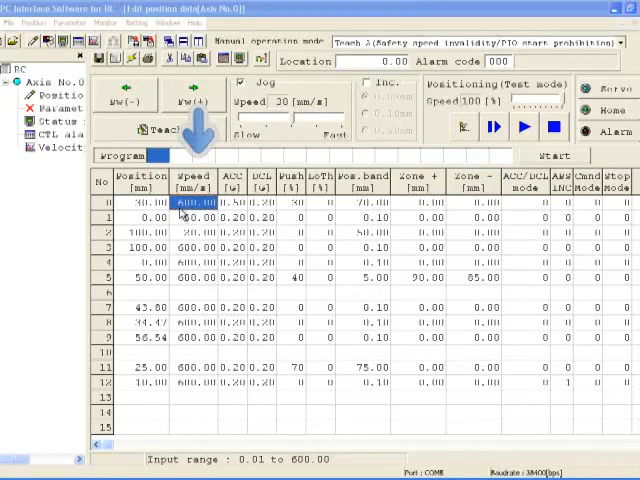 PC Interface Software for RC - [Edit position data[Axis No.0]]
File Position Parameter Monitor Setting Window Help
Manual operation mode Teach 2(Safety speed invalidity/PIO start prohibition)
Location 0.00 Alarm code 000
RC
Axis No.0
Positio
Paramet
Status
CTL ala
Velocit
Jog
Inc.
Positioning(Test mode)
Speed 100 [%]
Servo
Home
Alarm
Bw(-) Fw(+)
Speed 30 [mm/s]
Slow Fast
Teach
Program Start
No Position [mm] Speed [mm/s] ACC [G] DCL [G] Push [%] LoTh [%] Pos.band [mm] Zone + [mm] Zone - [mm] ACC/DCL mode ABS INC Cmnd Mode Stop Mode
0 30.00 600.00 0.50 0.20 30 0 70.00 0.00 0.00 0 0 0 0
1 0.00 60.00 0.20 0.20 0 0 0.10 0.00 0.00 0 0 0 0
2 100.00 20.00 0.20 0.20 0 0 50.00 0.00 0.00 0 0 0 0
3 100.00 600.00 0.20 0.20 0 0 0.10 0.00 0.00 0 0 0 0
4 0.00 600.00 0.20 0.20 0 0 0.10 0.00 0.00 0 0 0 0
5 50.00 600.00 0.20 0.20 40 0 5.00 90.00 85.00 0 0 0 0
6
7 43.80 600.00 0.20 0.20 0 0 0.10 0.00 0.00 0 0 0 0
8 34.47 600.00 0.20 0.20 0 0 0.10 0.00 0.00 0 0 0 0
9 56.54 600.00 0.20 0.20 0 0 0.10 0.00 0.00 0 0 0 0
10
11 25.00 600.00 0.20 0.20 70 0 75.00 0.00 0.00 0 0 0 0
12 10.00 600.00 0.20 0.20 0 0 0.10 0.00 0.00 0 1 0 0
13
14
15
Input range : 0.01 to 600.00
Port : COM8 Baudrate : 38400[bps]